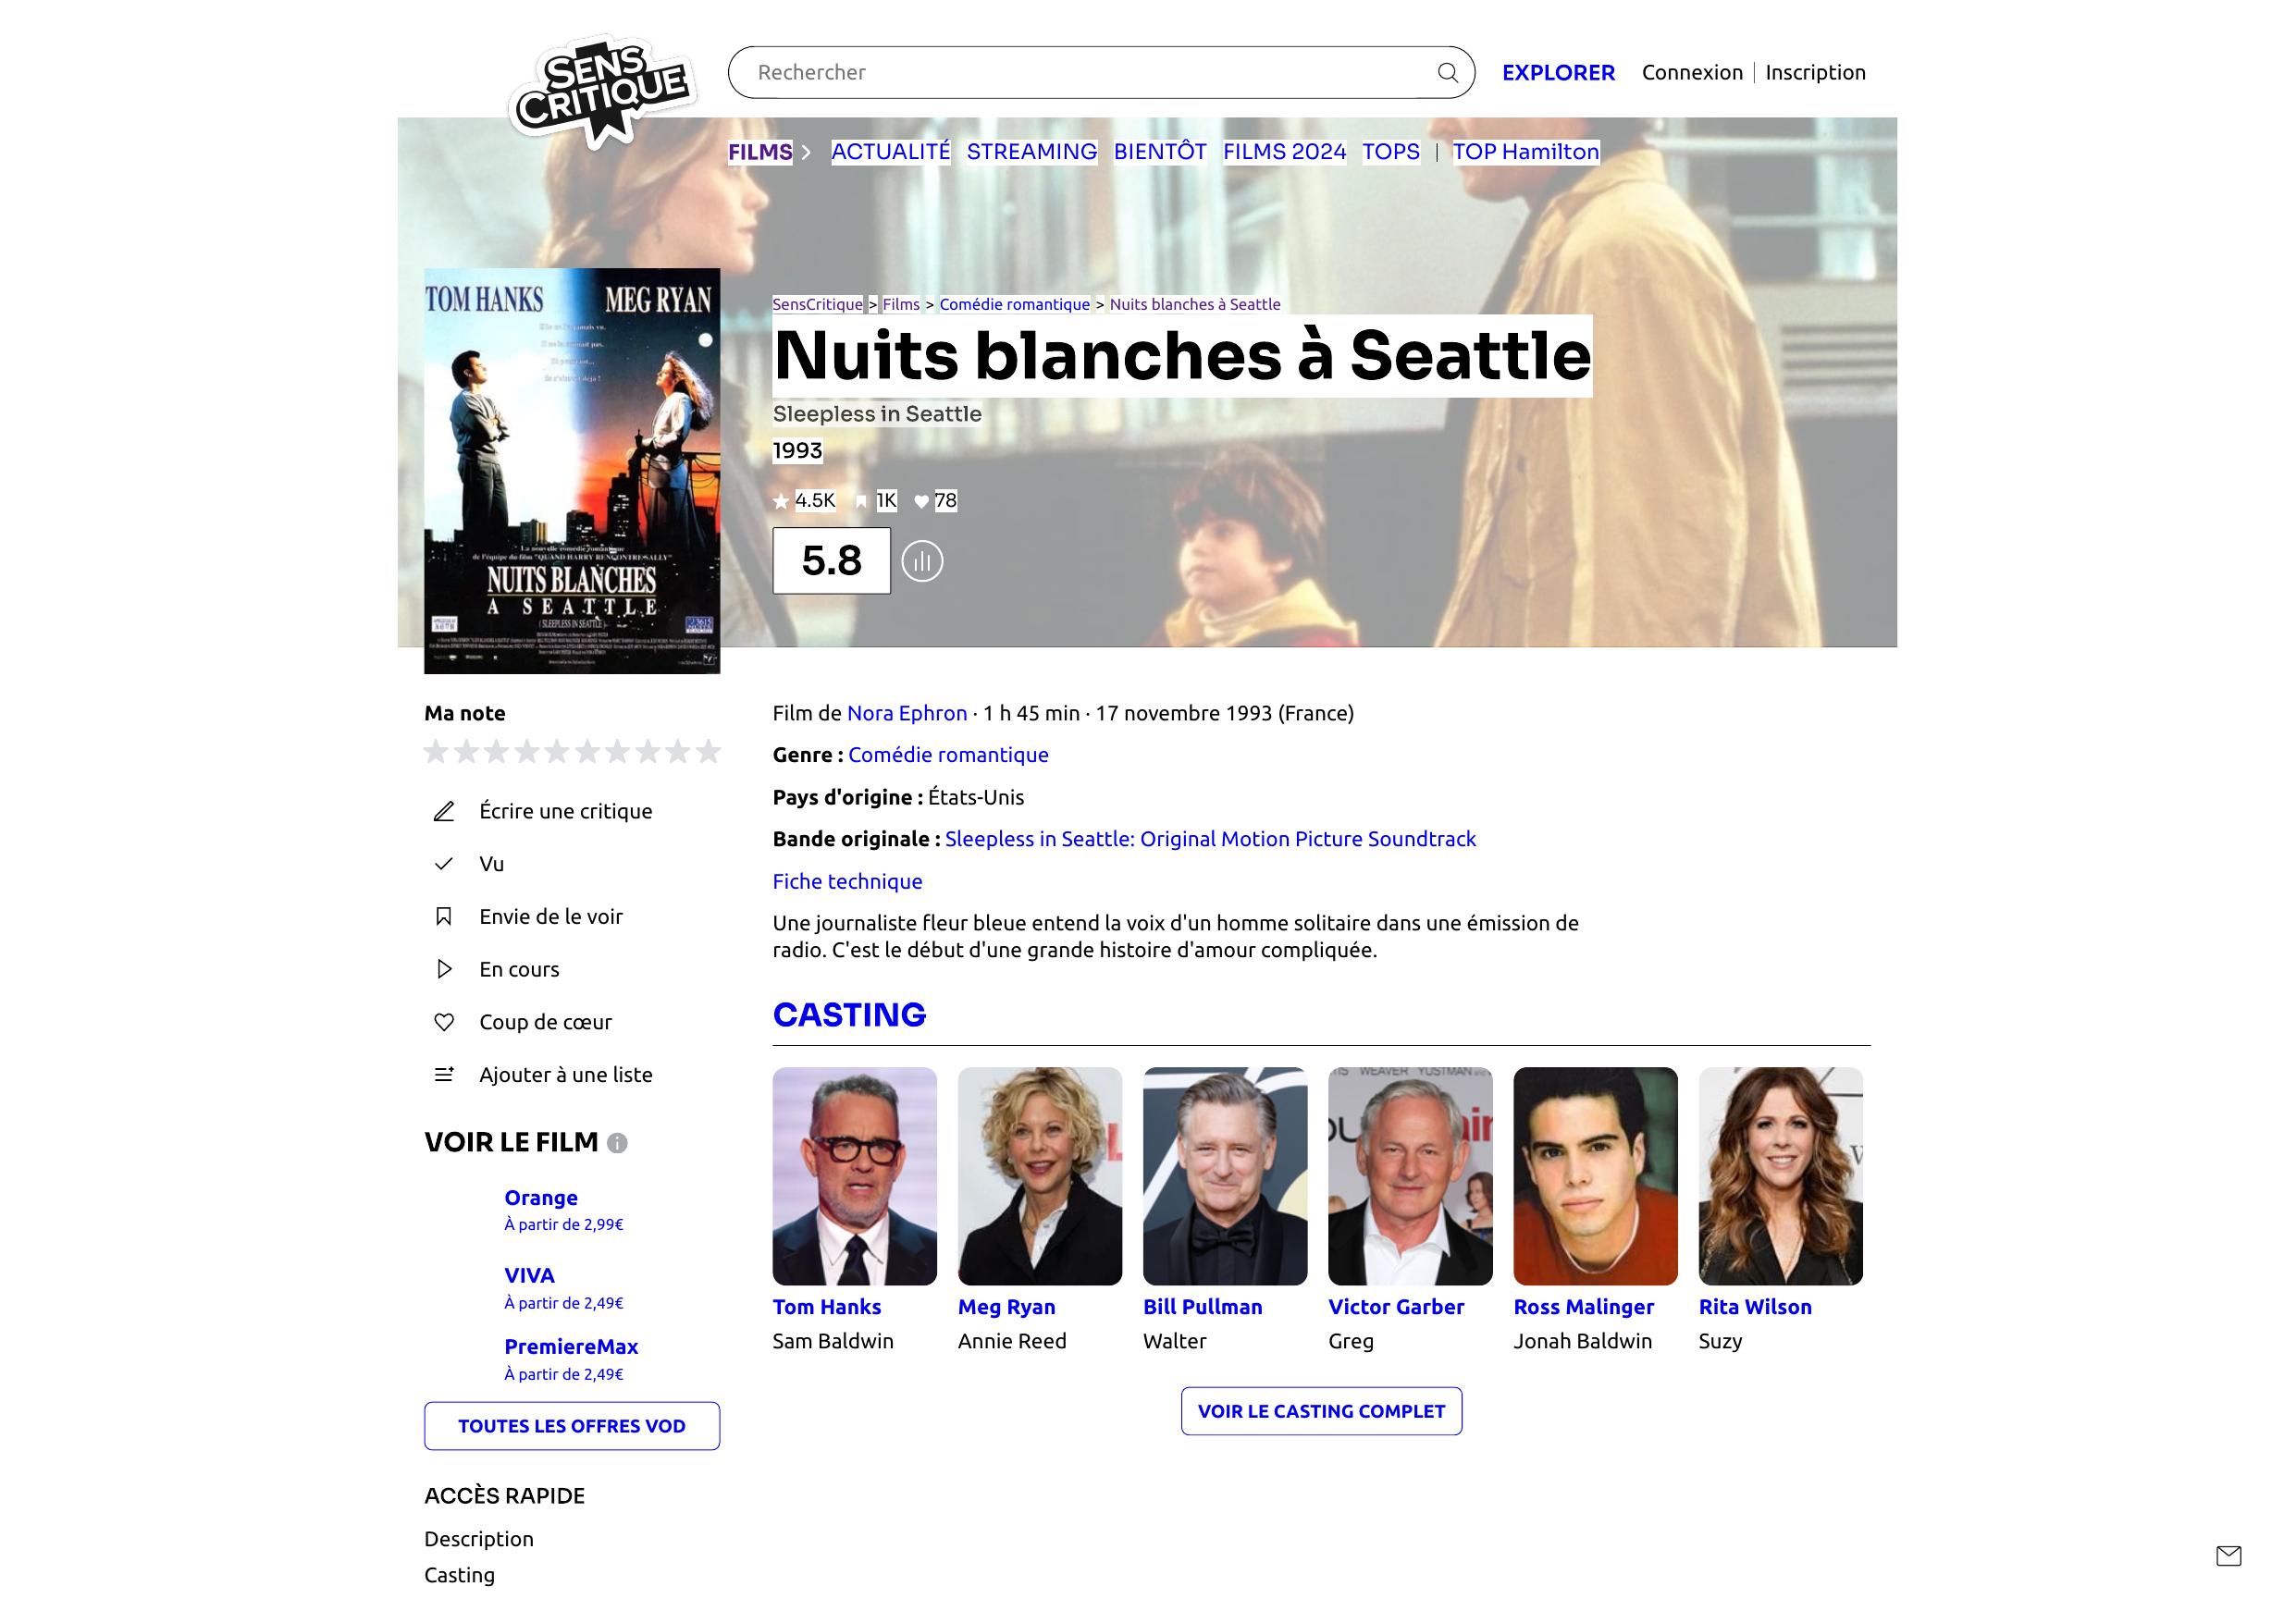 SENS
CRITIQUE
Rechercher
EXPLORER
Connexion
Inscription
FILMS
ACTUALITÉ
STREAMING
BIENTÔT
FILMS 2024
TOPS
TOP Hamilton
TOM HANKS
MEG RYAN
NUITS BLANCHES
A SEATTLE
( SLEEPLESS IN SEATTLE )
SensCritique > Films > Comédie romantique > Nuits blanches à Seattle
Nuits blanches à Seattle
Sleepless in Seattle
1993
4.5K
1K
78
5.8
Ma note
Écrire une critique
Vu
Envie de le voir
En cours
Coup de cœur
Ajouter à une liste
VOIR LE FILM
Orange
À partir de 2,99€
VIVA
À partir de 2,49€
PremiereMax
À partir de 2,49€
TOUTES LES OFFRES VOD
ACCÈS RAPIDE
Description
Casting
Film de Nora Ephron · 1 h 45 min · 17 novembre 1993 (France)
Genre : Comédie romantique
Pays d'origine : États-Unis
Bande originale : Sleepless in Seattle: Original Motion Picture Soundtrack
Fiche technique
Une journaliste fleur bleue entend la voix d'un homme solitaire dans une émission de
radio. C'est le début d'une grande histoire d'amour compliquée.
CASTING
Tom Hanks
Sam Baldwin
Meg Ryan
Annie Reed
Bill Pullman
Walter
Victor Garber
Greg
Ross Malinger
Jonah Baldwin
Rita Wilson
Suzy
VOIR LE CASTING COMPLET